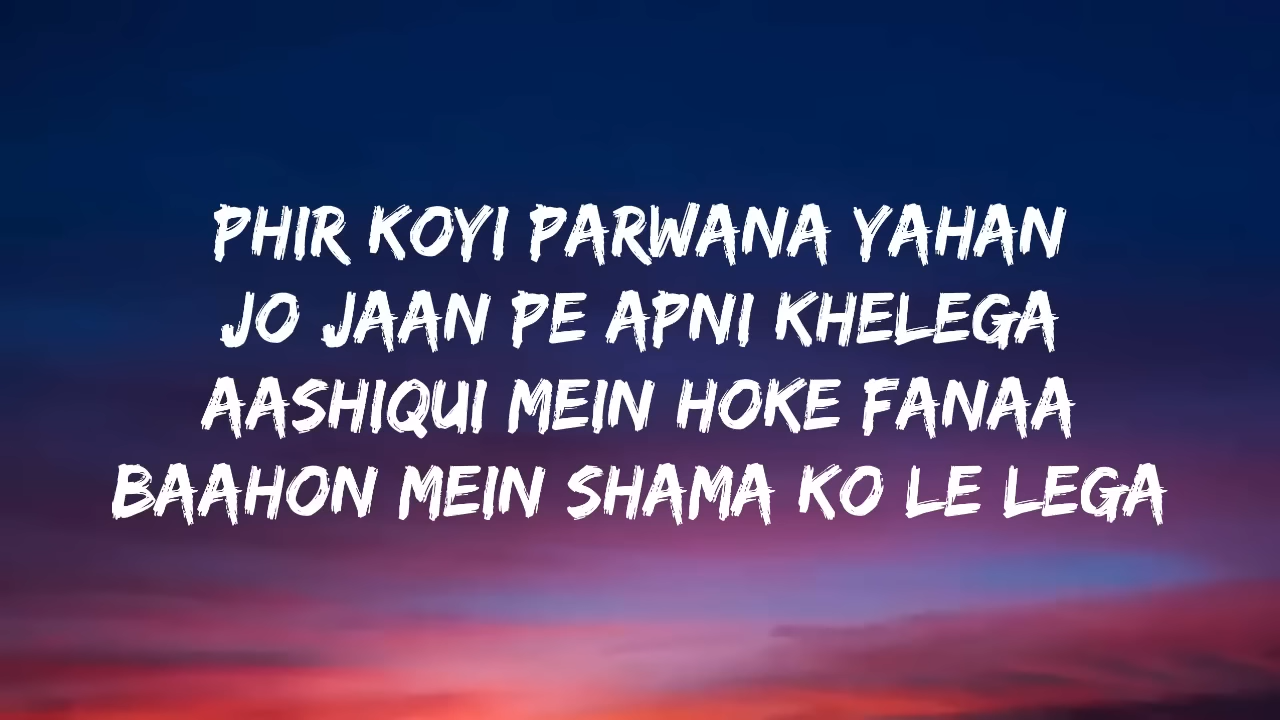 PHIR KOYI PARWANA YAHAN
JO JAAN PE APNI KHELEGA
AASHIQUI MEIN HOKE FANAA
BAAHON MEIN SHAMA KO LE LEGA